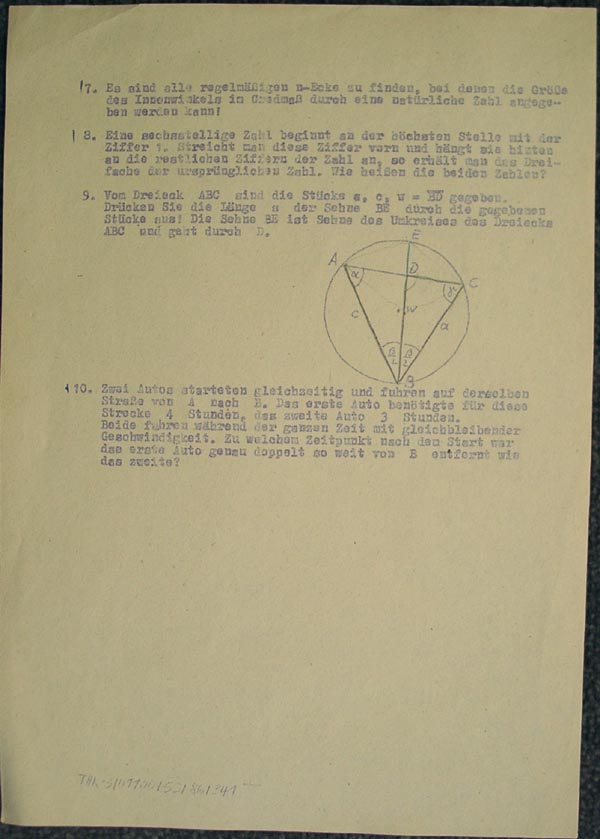 7. Es sind alle regelmäßigen n-Ecke zu finden, bei denen die Größe
des Innenwinkels im Gradmaß durch eine natürliche Zahl angege-
ben werden kann!
8. Eine sechsstellige Zahl beginnt an der höchsten Stelle mit der
Ziffer 1. Streicht man diese Ziffer vorn und hängt sie hinten
an die restlichen Ziffern der Zahl an, so erhält man das Drei-
fache der ursprünglichen Zahl. Wie heißen die beiden Zahlen?
9. Vom Dreieck ABC sind die Stücke a, c, w = BD gegeben.
Drücken Sie die Länge s der Sehne BE durch die gegebenen
Stücke aus! Die Sehne BE ist Sehne des Umkreises des Dreiecks
ABC und geht durch D.
E
A
D
C
α
γ
c
w
a
β/2
β/2
B
10. Zwei Autos starteten gleichzeitig und fuhren auf derselben
Straße von A nach B. Das erste Auto benötigte für diese
Strecke 4 Stunden, das zweite Auto 3 Stunden.
Beide fuhren während der ganzen Zeit mit gleichbleibender
Geschwindigkeit. Zu welchem Zeitpunkt nach dem Start war
das erste Auto genau doppelt so weit von B entfernt wie
das zweite?